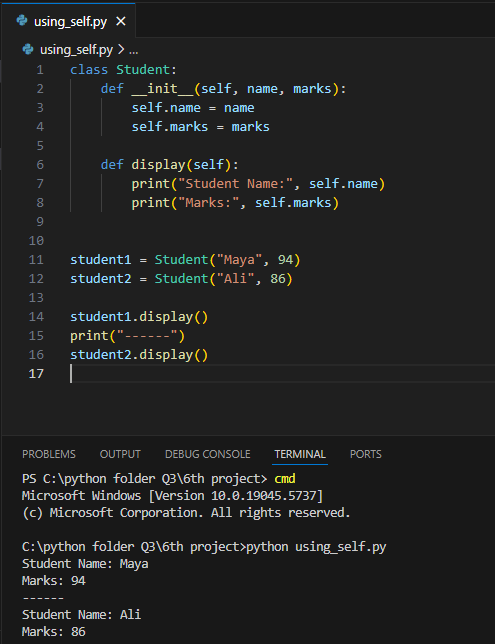 using_self.py ×
using_self.py > ...
1 class Student:
2     def __init__(self, name, marks):
3         self.name = name
4         self.marks = marks
5
6     def display(self):
7         print("Student Name:", self.name)
8         print("Marks:", self.marks)
9
10
11 student1 = Student("Maya", 94)
12 student2 = Student("Ali", 86)
13
14 student1.display()
15 print("------")
16 student2.display()
17
PROBLEMS OUTPUT DEBUG CONSOLE TERMINAL PORTS
PS C:\python folder Q3\6th project> cmd
Microsoft Windows [Version 10.0.19045.5737]
(c) Microsoft Corporation. All rights reserved.

C:\python folder Q3\6th project>python using_self.py
Student Name: Maya
Marks: 94
------
Student Name: Ali
Marks: 86